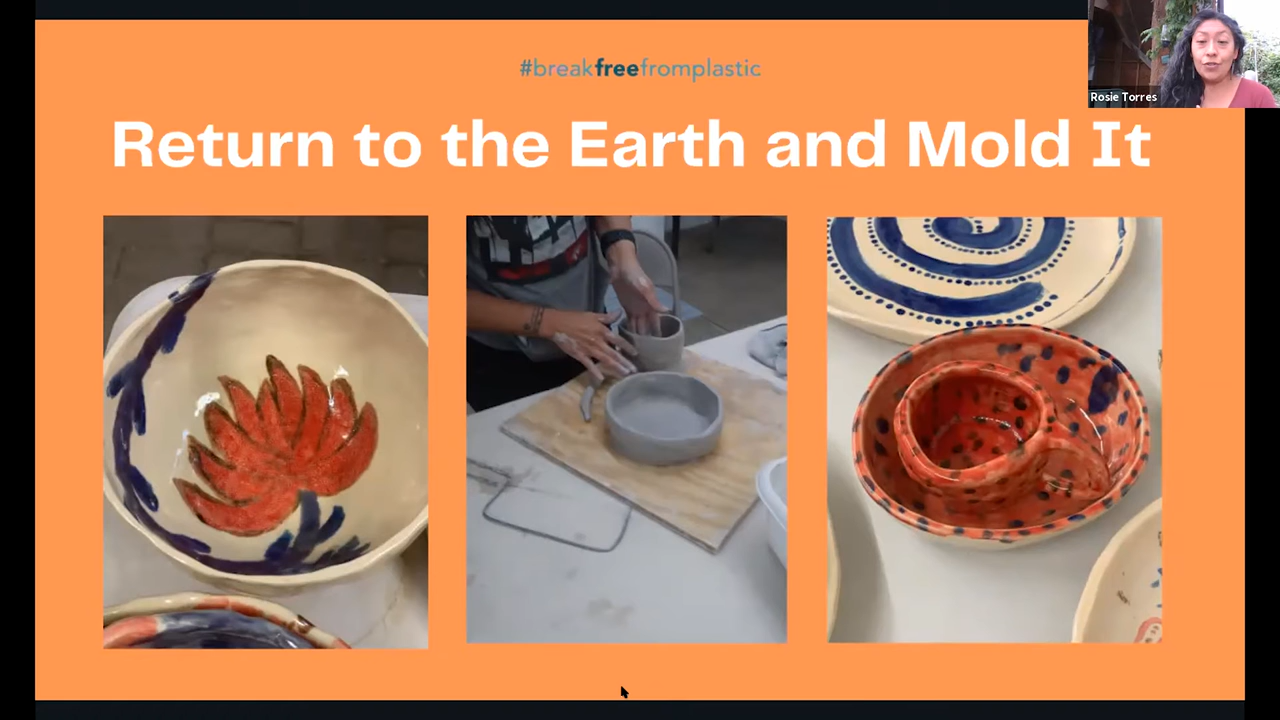 #breakfreefromplastic
Rosie Torres
Return to the Earth and Mold It